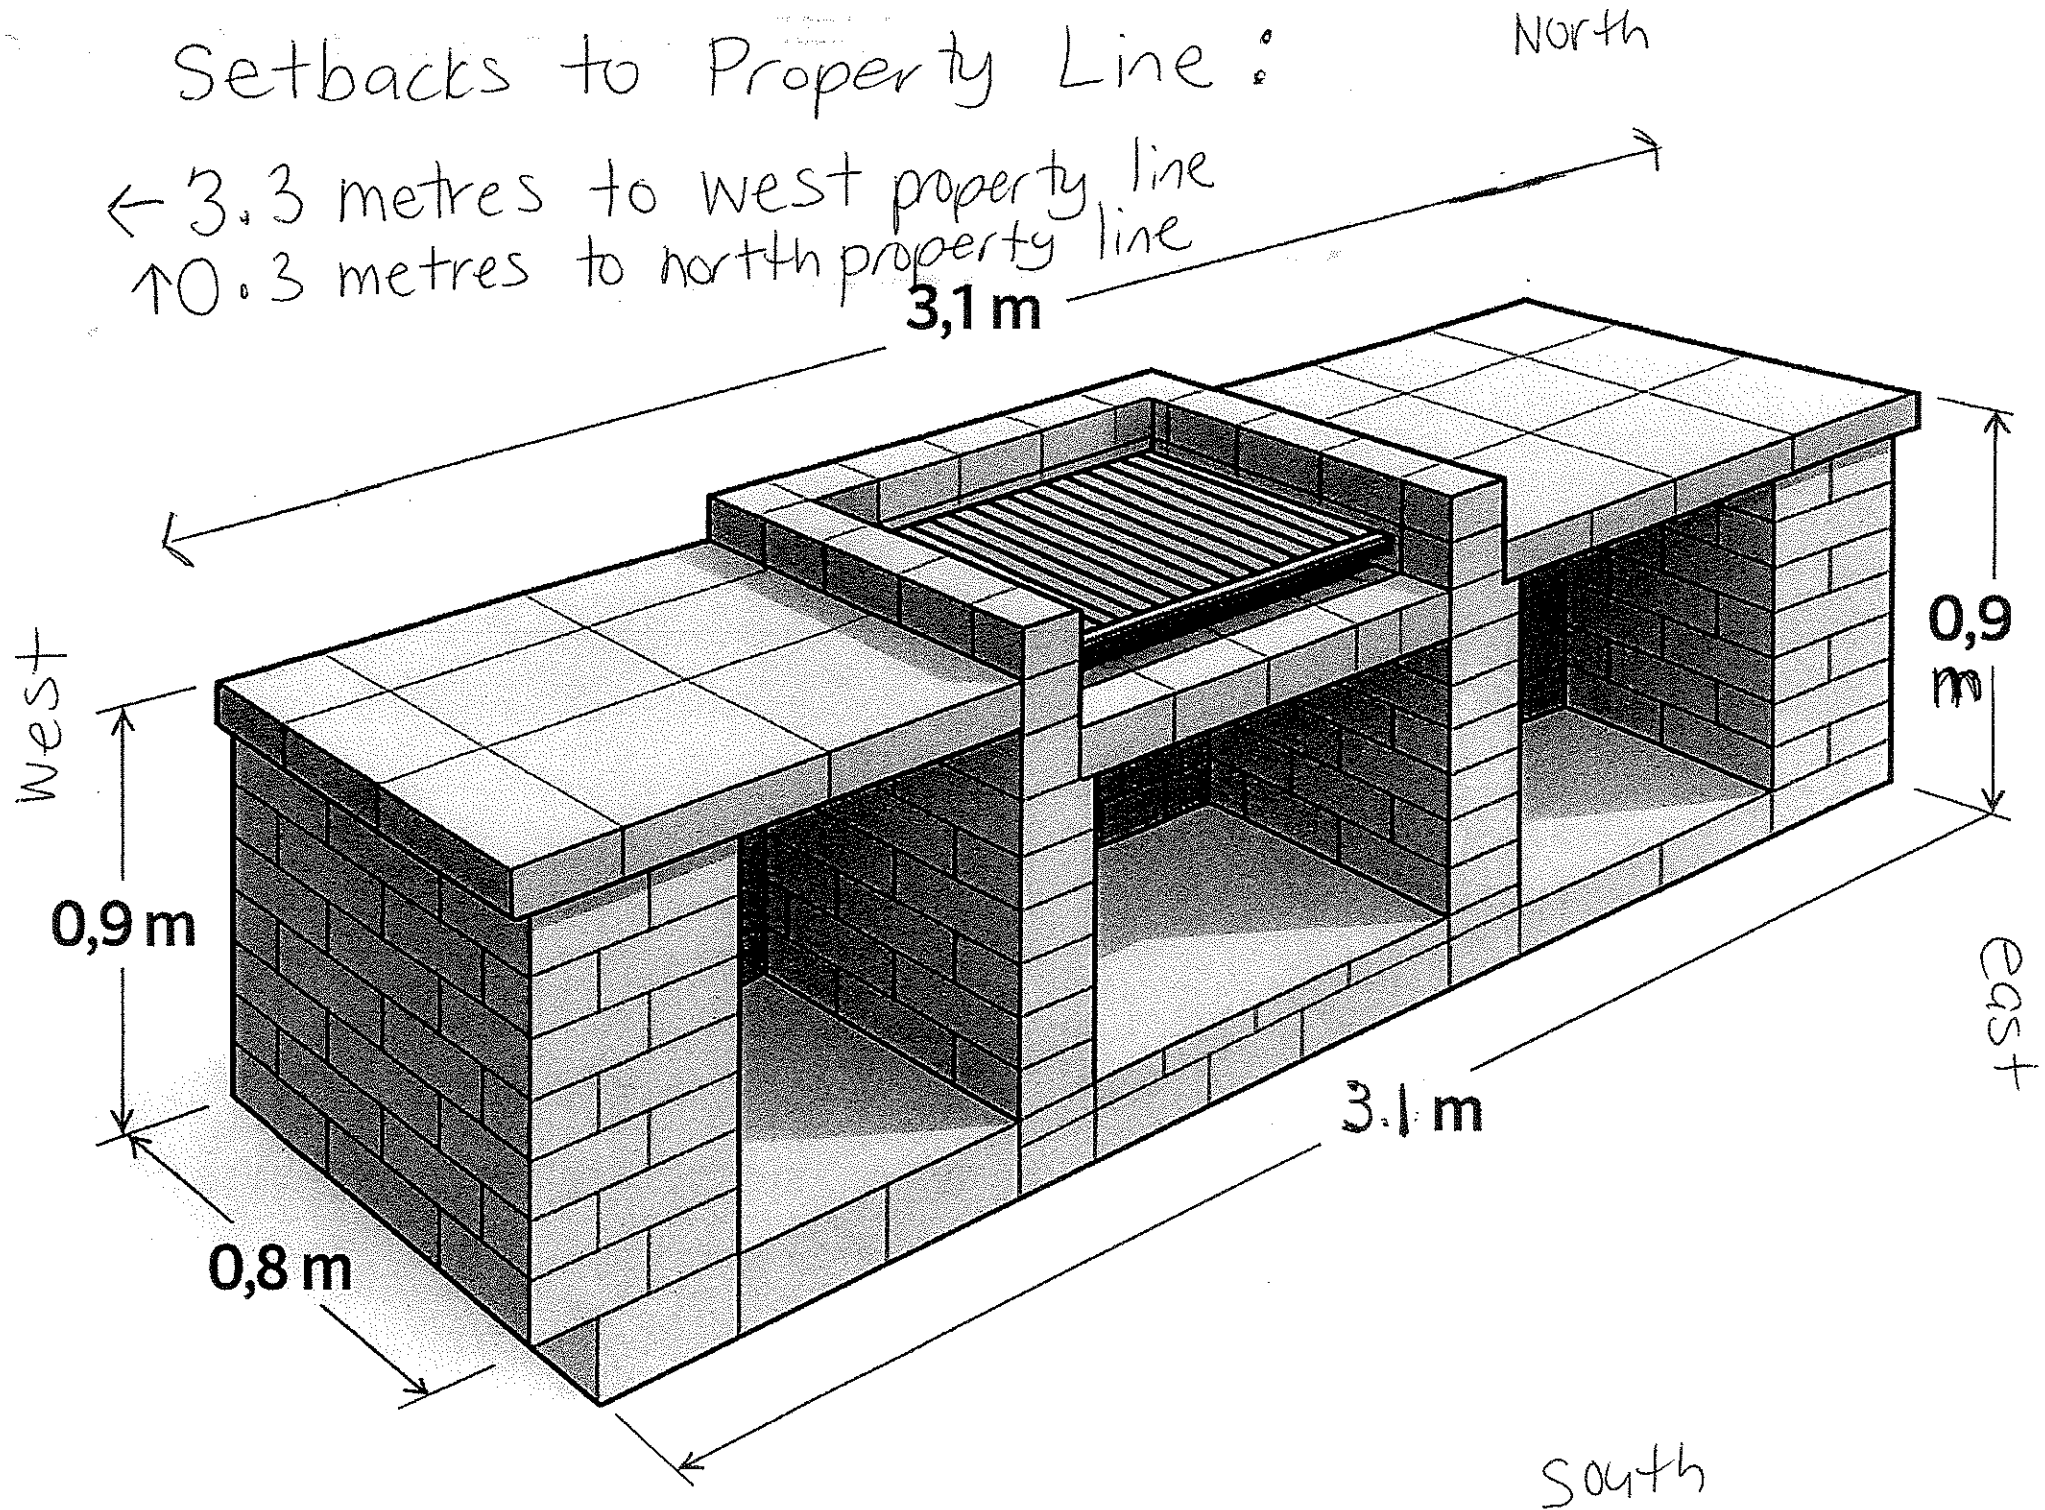 North
Setbacks to Property Line :
← 3.3 metres to west property line
↑ 0.3 metres to nortth property line
3,1 m
West
0,9 m
0,9
m
east
3.1 m
0,8 m
South